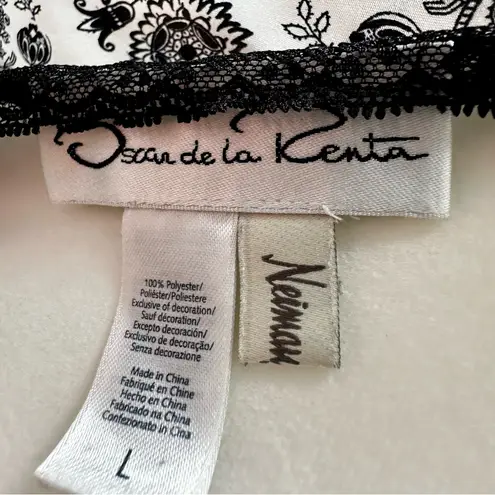 Oscar de la Renta
100% Polyester/
Poliéster/Poliestere
Exclusive of decoration/
Sauf décoration/
Excepto decoración/
Exclusivo de decoração/
Senza decorazione
Made in China
Fabriqué en Chine
Hecho en China
Fabricado na China
Confezionato in Cina
L
Neiman